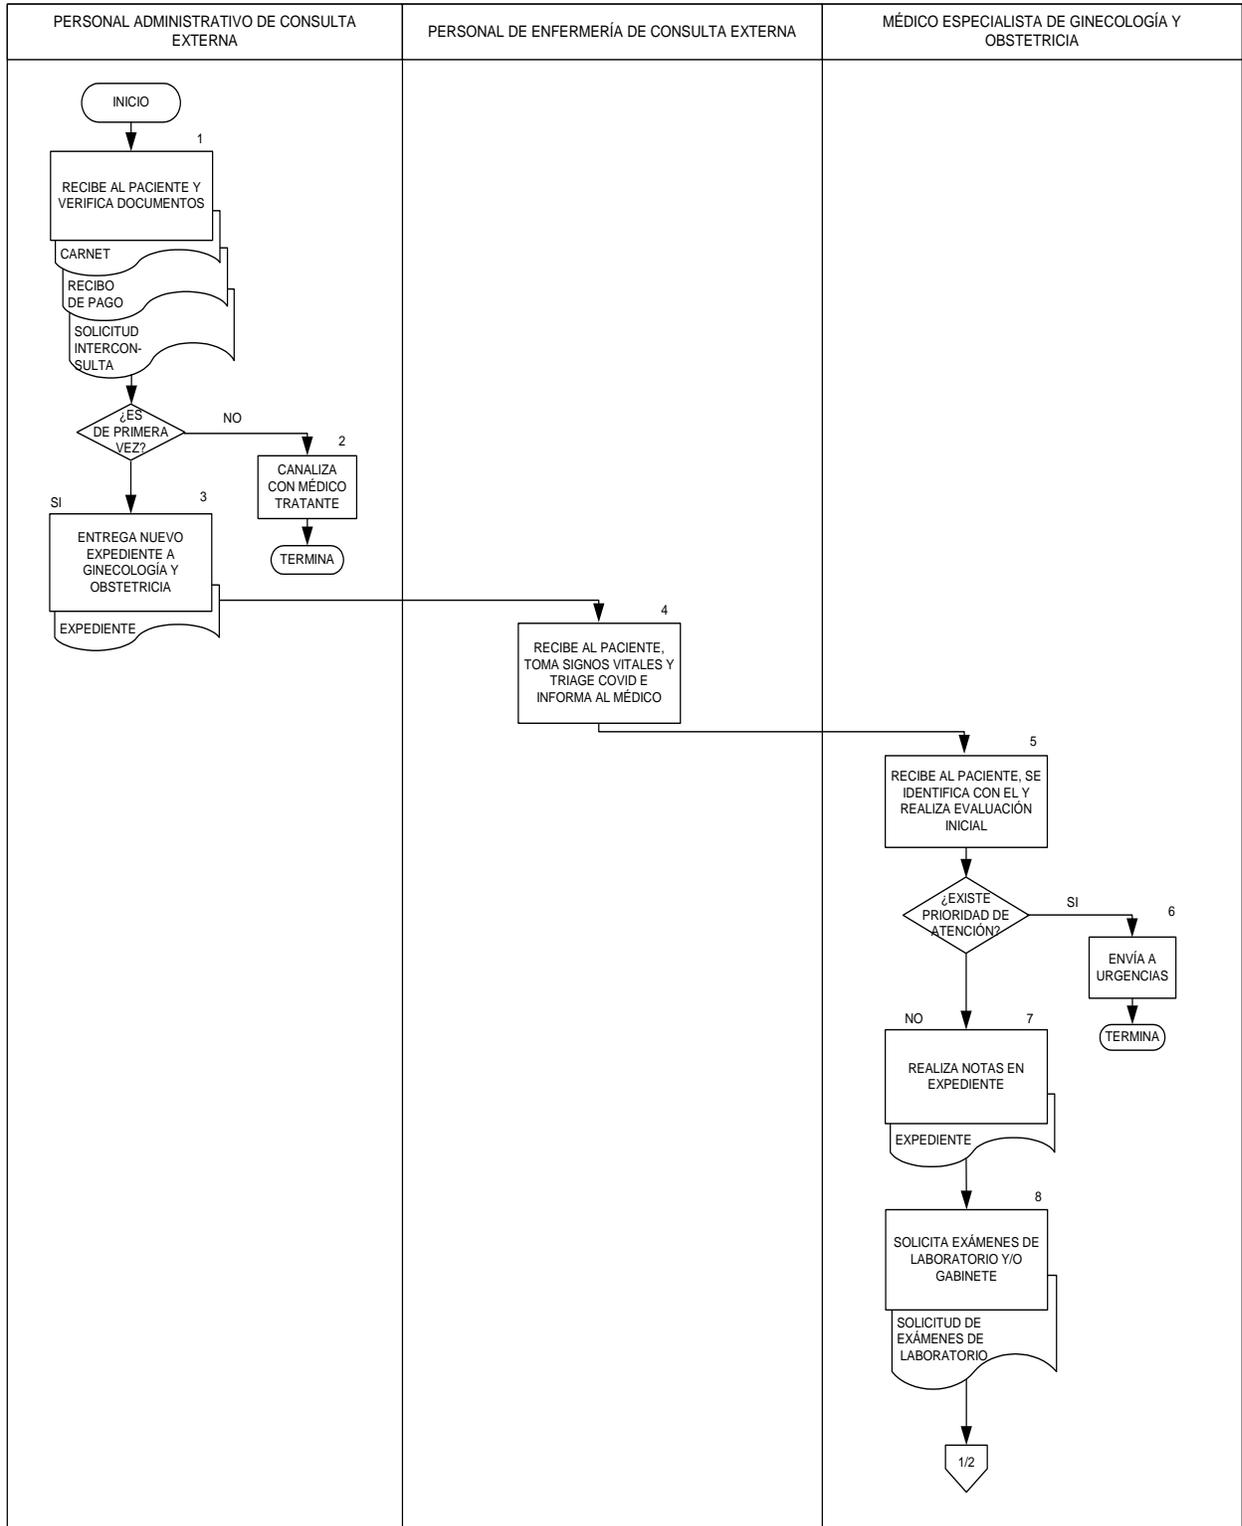 PERSONAL ADMINISTRATIVO DE CONSULTA
EXTERNA
PERSONAL DE ENFERMERÍA DE CONSULTA EXTERNA
MÉDICO ESPECIALISTA DE GINECOLOGÍA Y
OBSTETRICIA
INICIO
1
RECIBE AL PACIENTE Y
VERIFICA DOCUMENTOS
CARNET
RECIBO
DE PAGO
SOLICITUD
INTERCON-
SULTA
¿ES
DE PRIMERA
VEZ?
NO
2
CANALIZA
CON MÉDICO
TRATANTE
TERMINA
SI
3
ENTREGA NUEVO
EXPEDIENTE A
GINECOLOGÍA Y
OBSTETRICIA
EXPEDIENTE
4
RECIBE AL PACIENTE,
TOMA SIGNOS VITALES Y
TRIAGE COVID E
INFORMA AL MÉDICO
5
RECIBE AL PACIENTE, SE
IDENTIFICA CON EL Y
REALIZA EVALUACIÓN
INICIAL
¿EXISTE
PRIORIDAD DE
ATENCIÓN?
SI
6
ENVÍA A
URGENCIAS
TERMINA
NO
7
REALIZA NOTAS EN
EXPEDIENTE
EXPEDIENTE
8
SOLICITA EXÁMENES DE
LABORATORIO Y/O
GABINETE
SOLICITUD DE
EXÁMENES DE
LABORATORIO
1/2